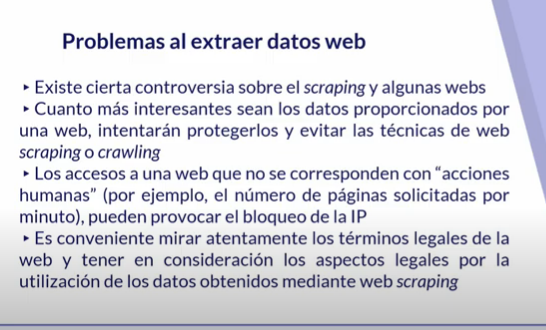 Problemas al extraer datos web
‣ Existe cierta controversia sobre el scraping y algunas webs
‣ Cuanto más interesantes sean los datos proporcionados por
una web, intentarán protegerlos y evitar las técnicas de web
scraping o crawling
‣ Los accesos a una web que no se corresponden con “acciones
humanas” (por ejemplo, el número de páginas solicitadas por
minuto), pueden provocar el bloqueo de la IP
‣ Es conveniente mirar atentamente los términos legales de la
web y tener en consideración los aspectos legales por la
utilización de los datos obtenidos mediante web scraping